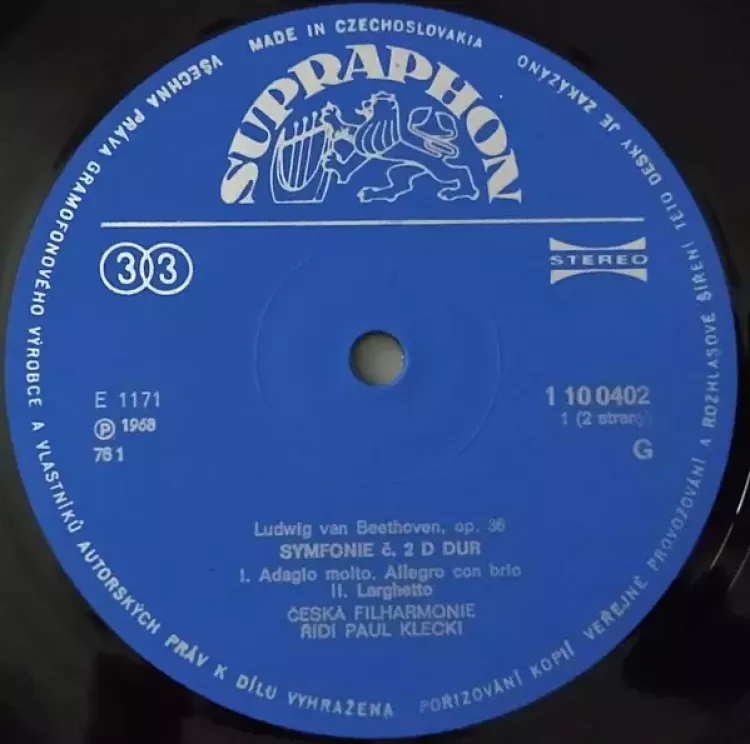 MADE IN CZECHOSLOVAKIA
VŠECHNA PRÁVA GRAMOFONOVÉHO VÝROBCE A VLASTNÍKŮ AUTORSKÝCH PRÁV K DÍLU VYHRAŽENA
POŘIZOVÁNÍ KOPIÍ VEŘEJNÉ PROVOZOVÁNÍ A ROZHLASOVÉ ŠÍŘENÍ TÉTO DESKY JE ZAKÁZÁNO
SUPRAPHON
33
STEREO
E 1171
1 10 0402
℗ 1968
1 (2 strany)
76 1
G
Ludwig van Beethoven, op. 36
SYMFONIE č. 2 D DUR
I. Adagio molto. Allegro con brio
II. Larghetto
ČESKÁ FILHARMONIE
ŘÍDÍ PAUL KLECKI